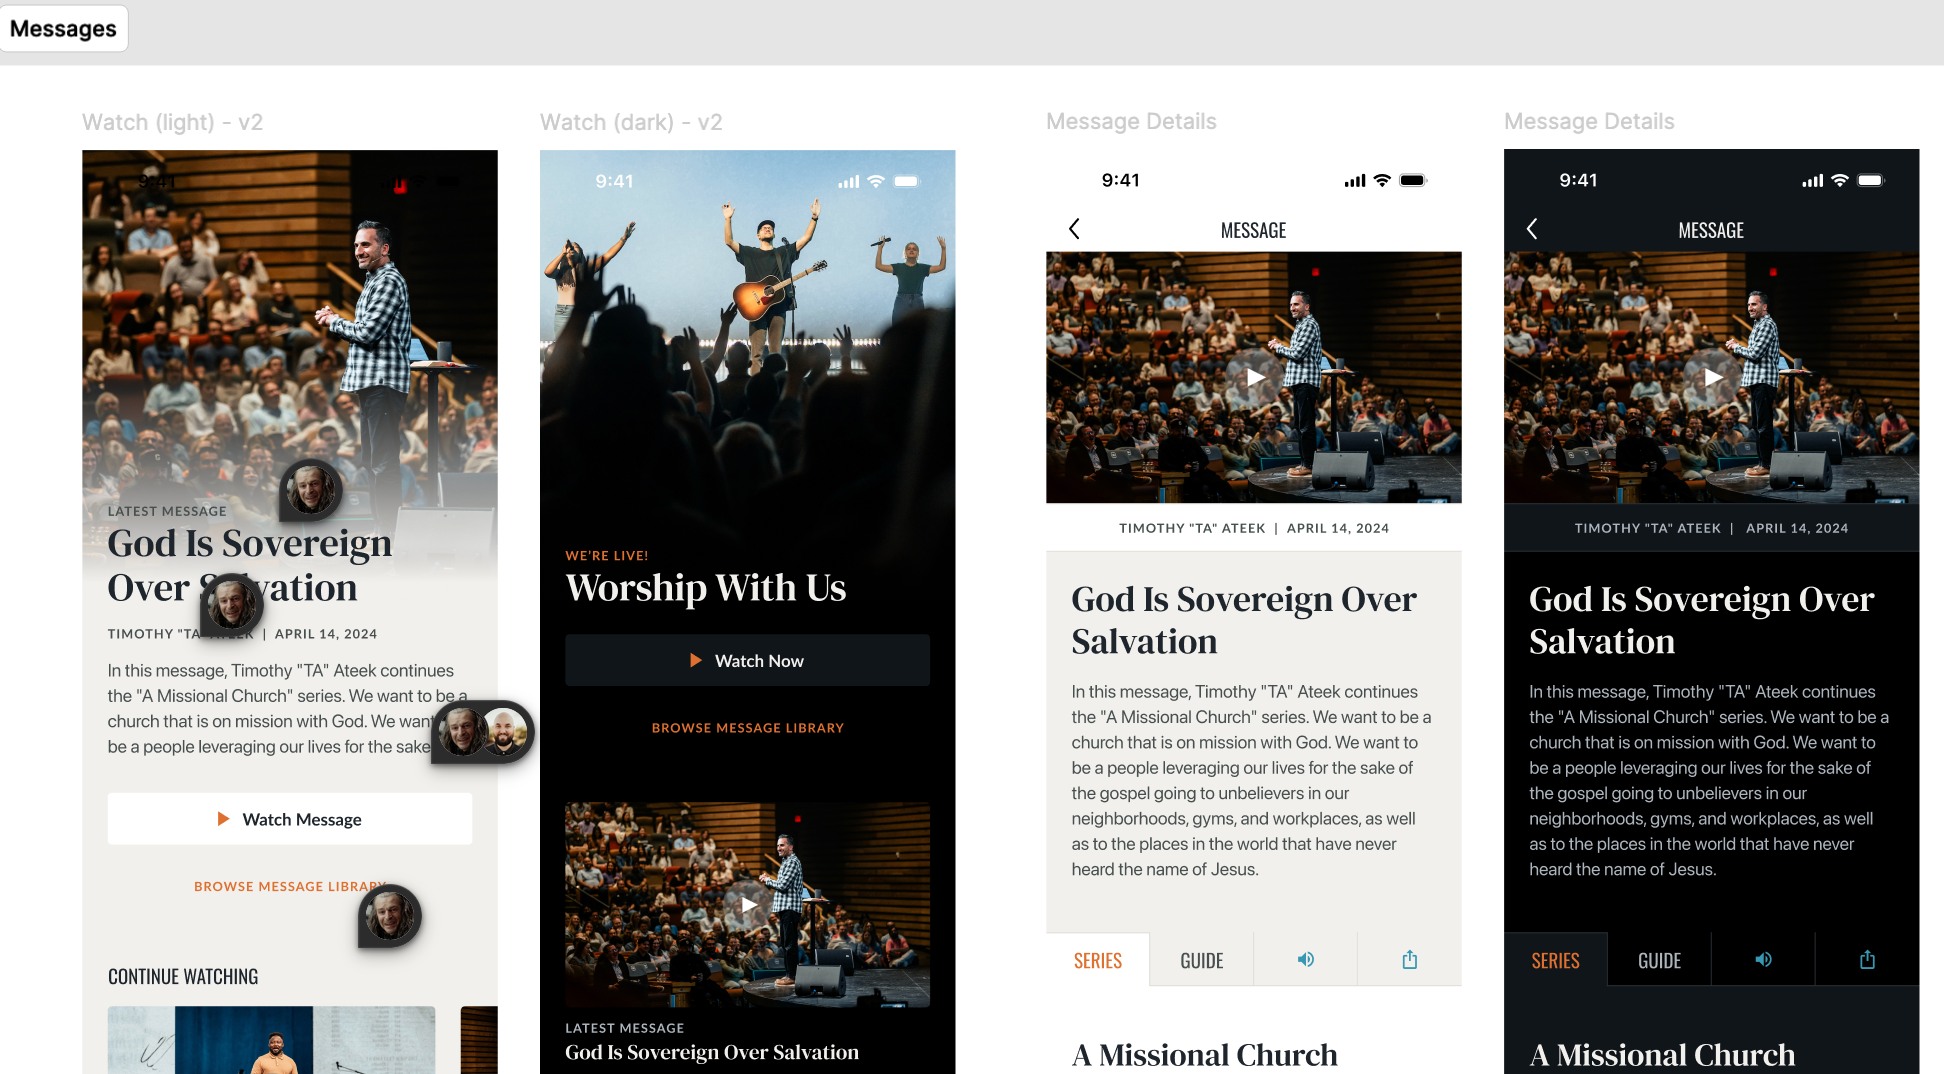 Messages
Watch (light) - v2
9:41
LATEST MESSAGE
God Is Sovereign
Over Salvation
TIMOTHY "TA" ATEEK | APRIL 14, 2024
In this message, Timothy "TA" Ateek continues
the "A Missional Church" series. We want to be a
church that is on mission with God. We want
be a people leveraging our lives for the sake
Watch Message
BROWSE MESSAGE LIBRARY
CONTINUE WATCHING
Watch (dark) - v2
9:41
WE'RE LIVE!
Worship With Us
Watch Now
BROWSE MESSAGE LIBRARY
LATEST MESSAGE
God Is Sovereign Over Salvation
Message Details
9:41
MESSAGE
TIMOTHY "TA" ATEEK | APRIL 14, 2024
God Is Sovereign Over
Salvation
In this message, Timothy "TA" Ateek continues
the "A Missional Church" series. We want to be a
church that is on mission with God. We want to
be a people leveraging our lives for the sake of
the gospel going to unbelievers in our
neighborhoods, gyms, and workplaces, as well
as to the places in the world that have never
heard the name of Jesus.
SERIES
GUIDE
A Missional Church
Message Details
9:41
MESSAGE
TIMOTHY "TA" ATEEK | APRIL 14, 2024
God Is Sovereign Over
Salvation
In this message, Timothy "TA" Ateek continues
the "A Missional Church" series. We want to be a
church that is on mission with God. We want to
be a people leveraging our lives for the sake of
the gospel going to unbelievers in our
neighborhoods, gyms, and workplaces, as well
as to the places in the world that have never
heard the name of Jesus.
SERIES
GUIDE
A Missional Church